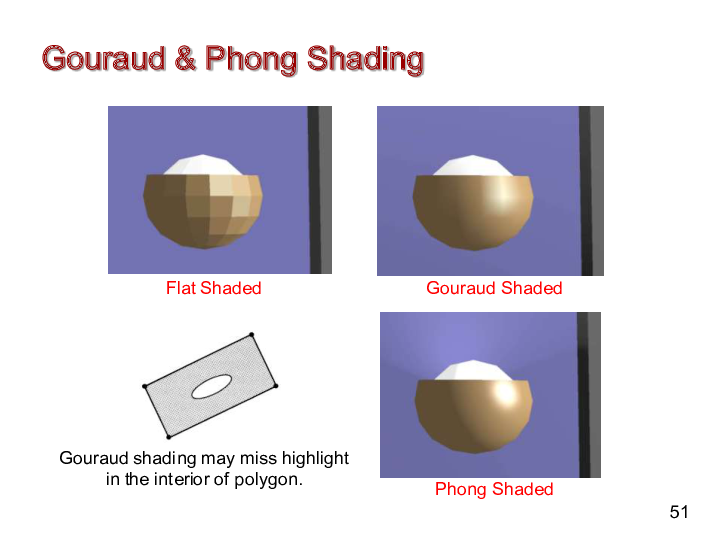 Gouraud & Phong Shading
Flat Shaded
Gouraud Shaded
Gouraud shading may miss highlight
in the interior of polygon.
Phong Shaded
51